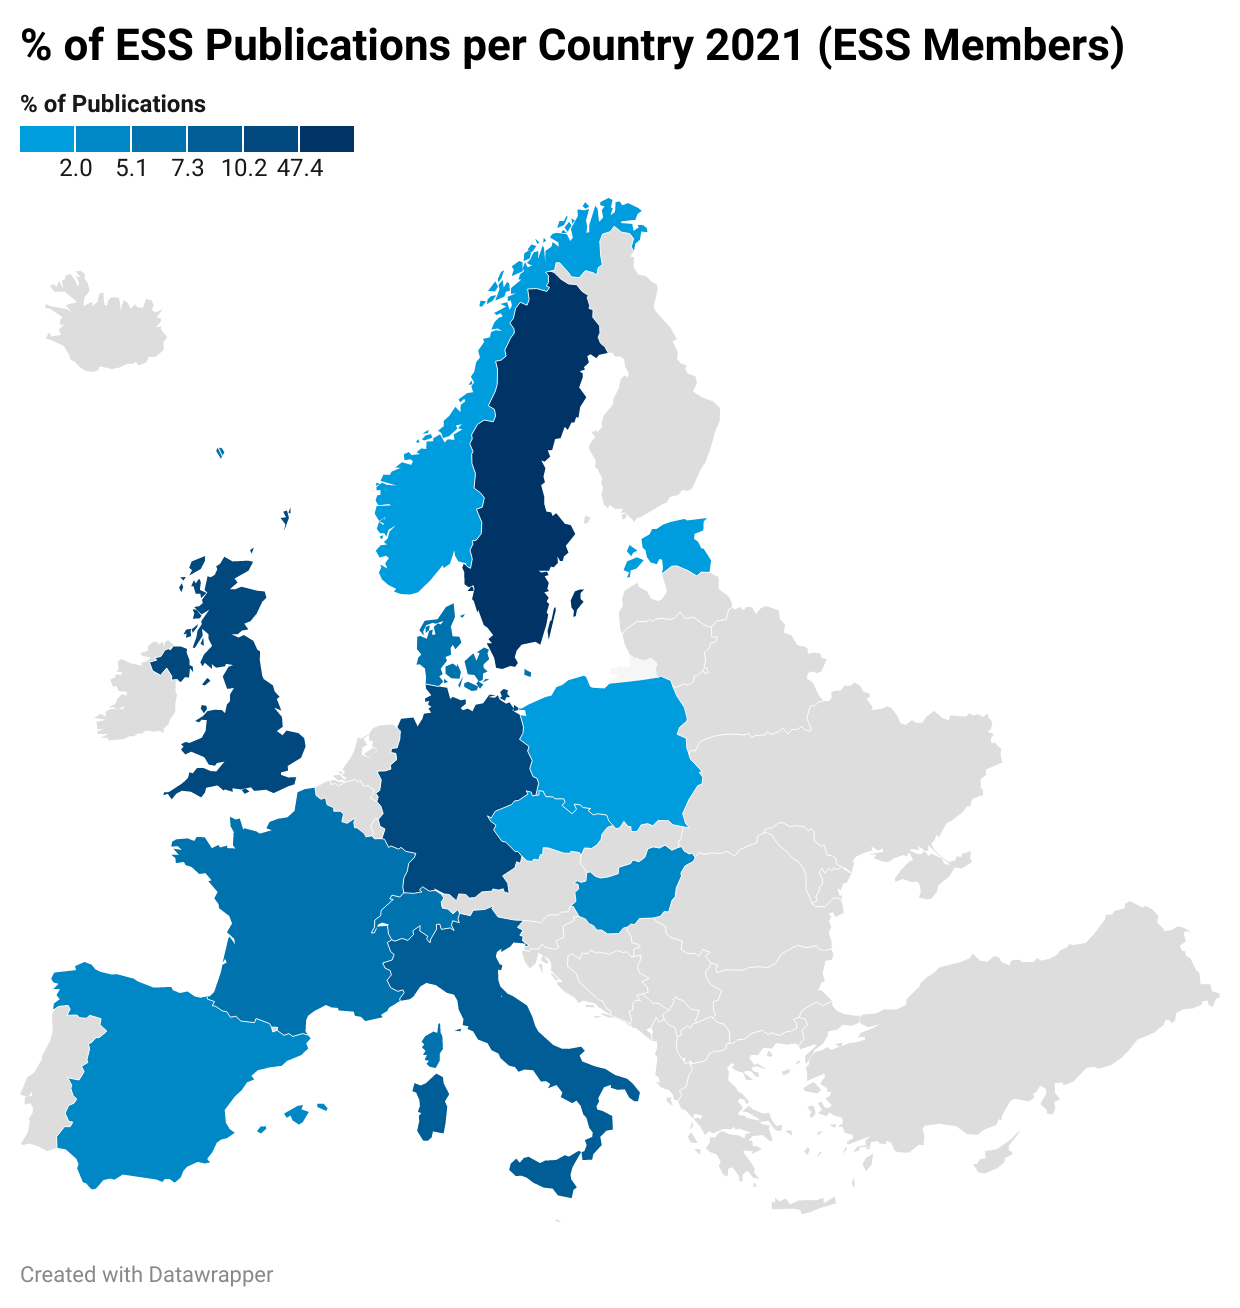 % of ESS Publications per Country 2021 (ESS Members)
% of Publications
2.0 5.1 7.3 10.2 47.4
Created with Datawrapper